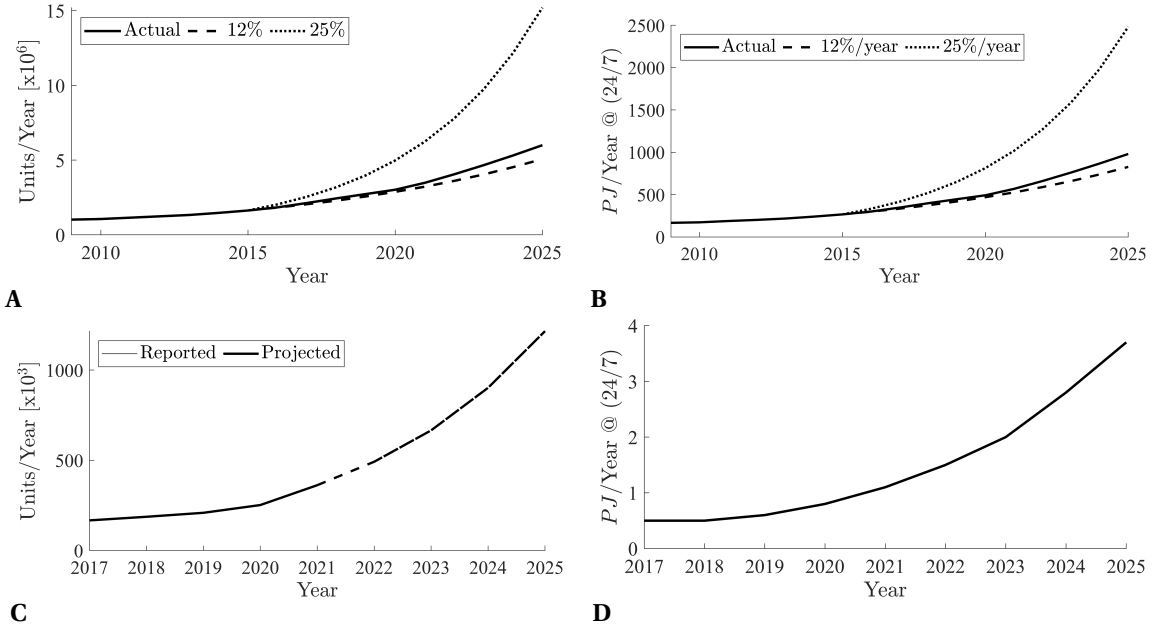 Units/Year [x10⁶]
15
10
5
0
Actual 12% 25%
2010 2015 2020 2025
Year
A
PJ/Year @ (24/7)
2500
2000
1500
1000
500
0
Actual 12%/year 25%/year
2010 2015 2020 2025
Year
B
Units/Year [x10³]
1000
500
0
Reported Projected
2017 2018 2019 2020 2021 2022 2023 2024 2025
Year
C
PJ/Year @ (24/7)
4
3
2
1
0
2017 2018 2019 2020 2021 2022 2023 2024 2025
Year
D